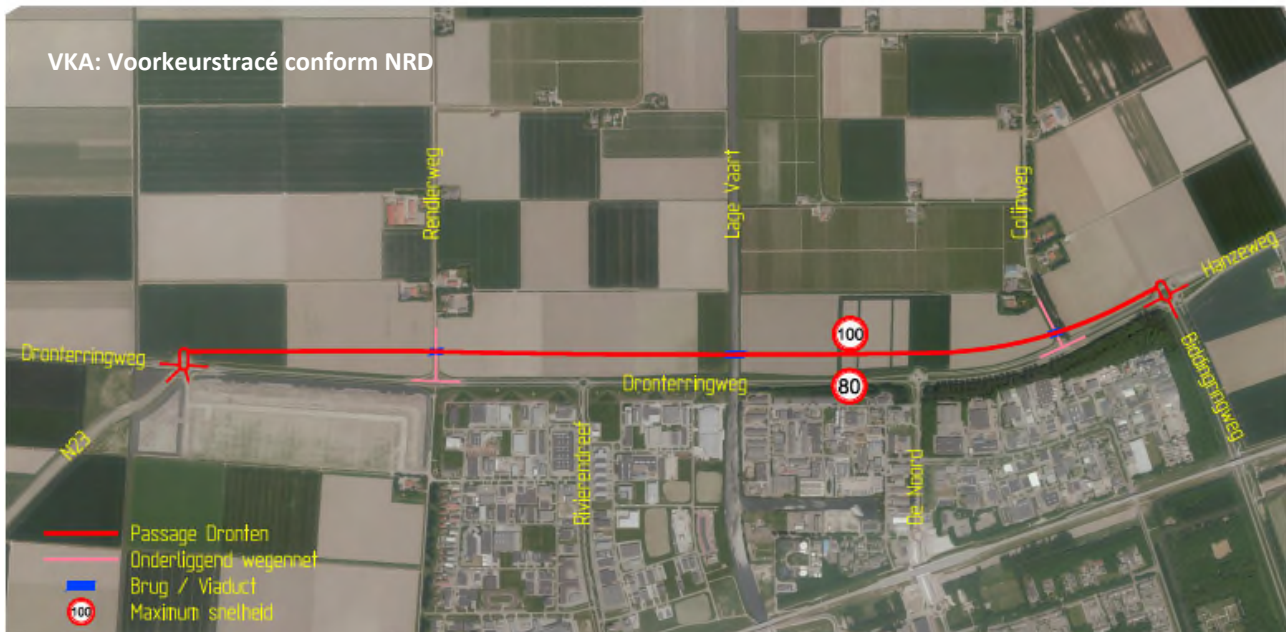 VKA: Voorkeurstracé conform NRD
Rendierweg
Lage Vaart
Colijnweg
Hanzeweg
Dronterringweg
100
Dronterringweg
80
Biddingringweg
N23
Rivierendreef
De Noord
Passage Dronten
Onderliggend wegennet
Brug / Viaduct
100 Maximum snelheid